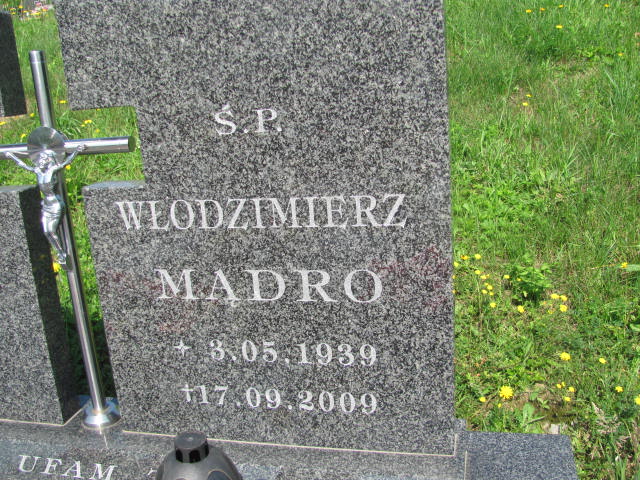 Ś.P.
WŁODZIMIERZ
MĄDRO
* 3.05.1939
†17.09.2009
UFAM